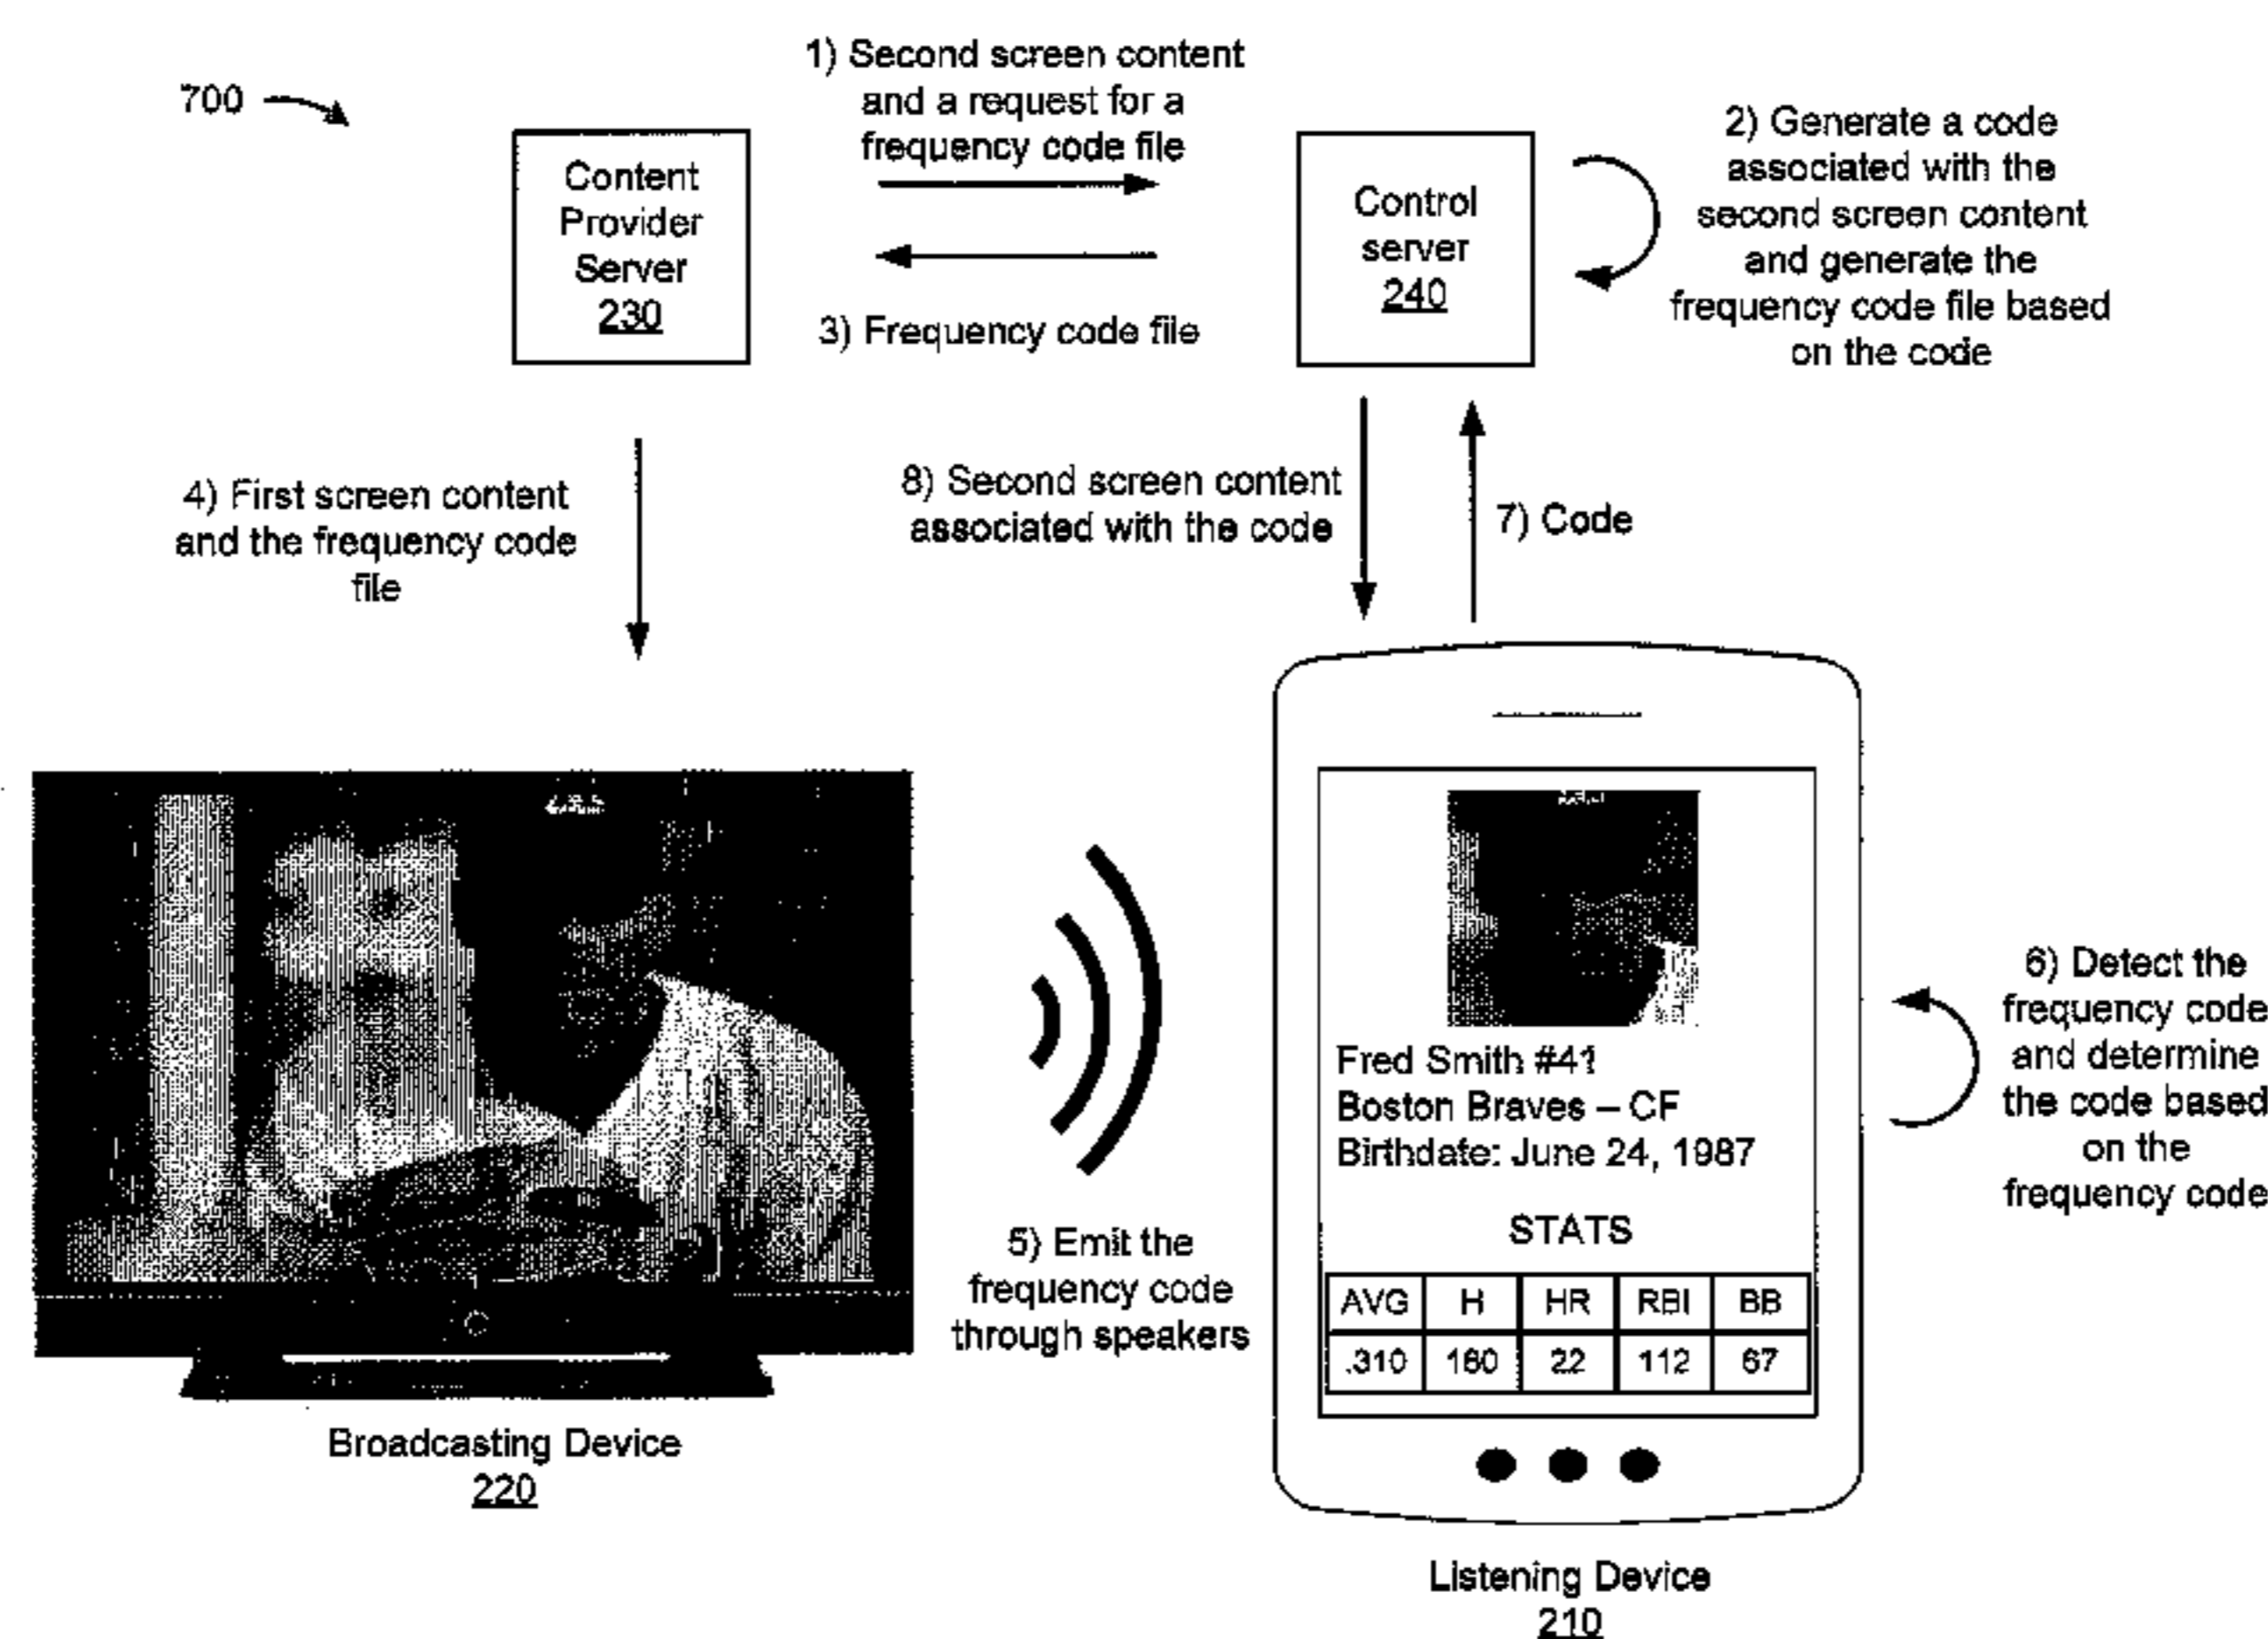 700
1) Second screen content
and a request for a
frequency code file
Content
Provider
Server
230
Control
server
240
2) Generate a code
associated with the
second screen content
and generate the
frequency code file based
on the code
3) Frequency code file
4) First screen content
and the frequency code
file
8) Second screen content
associated with the code
7) Code
Fred Smith #41
Boston Braves – CF
Birthdate: June 24, 1987
STATS
AVG H HR RBI BB
.310 160 22 112 67
6) Detect the
frequency code
and determine
the code based
on the
frequency code
5) Emit the
frequency code
through speakers
Broadcasting Device
220
Listening Device
210